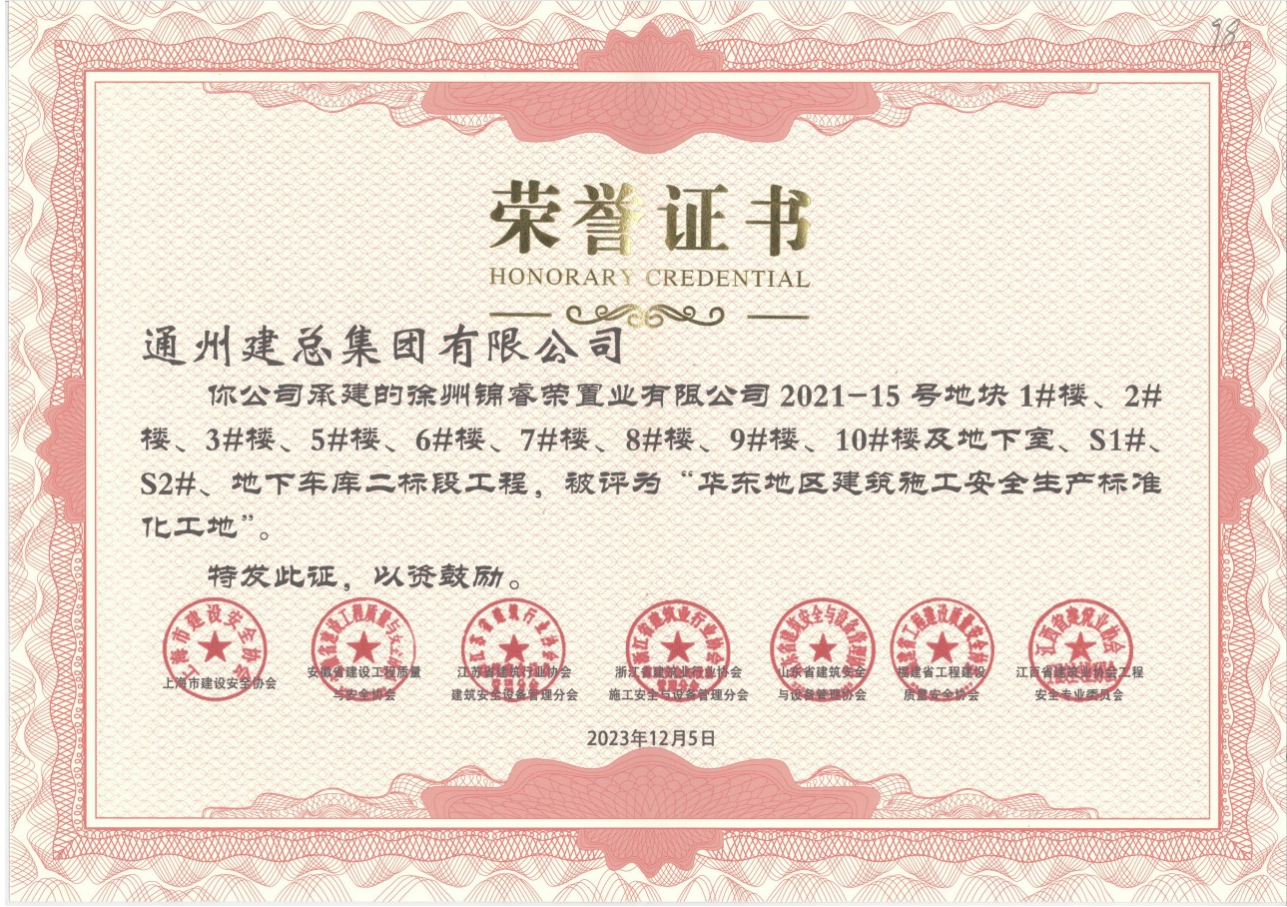 93
荣誉证书
HONORARY CREDENTIAL
通州建总集团有限公司
你公司承建的徐州锦睿荣置业有限公司 2021-15 号地块 1#楼、2#
楼、3#楼、5#楼、6#楼、7#楼、8#楼、9#楼、10#楼及地下室、S1#、
S2#、地下车库二标段工程，被评为“华东地区建筑施工安全生产标准
化工地”。
特发此证，以资鼓励。
上海市建设安全协会
上海市建设安全协会
安徽省建设工程质量
与安全协会
江苏省建筑行业协会
建筑安全设备管理分会
浙江省建筑业行业协会
施工安全与设备管理分会
山东省建筑安全
与设备管理协会
福建省工程建设
质量安全协会
江西省建筑业协会工程
安全专业委员会
2023年12月5日